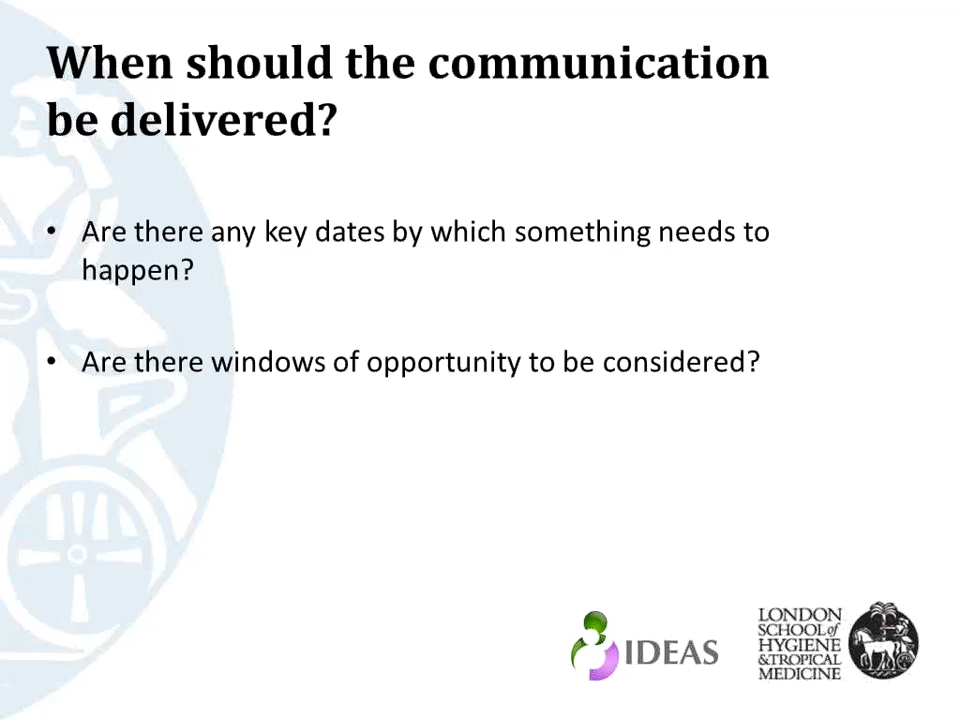 When should the communication
be delivered?
• Are there any key dates by which something needs to
happen?
• Are there windows of opportunity to be considered?
IDEAS
LONDON
SCHOOL of
HYGIENE
& TROPICAL
MEDICINE